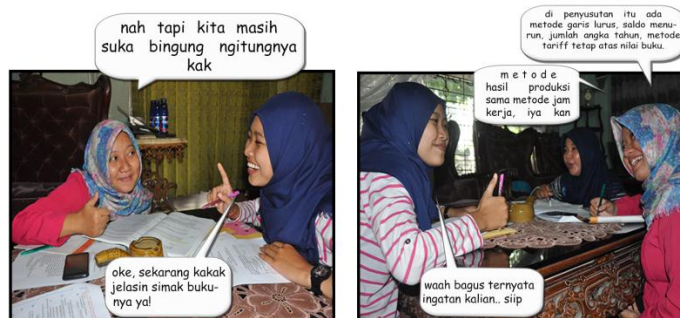 nah tapi kita masih
suka bingung ngitungnya
kak
oke, sekarang kakak
jelasin simak buku-
nya ya!
di penyusutan itu ada
metode garis lurus, saldo menu-
run, jumlah angka tahun, metode
tariff tetap atas nilai buku.
metode
hasil produksi
sama metode jam
kerja, iya kan
waah bagus ternyata
ingatan kalian.. siip